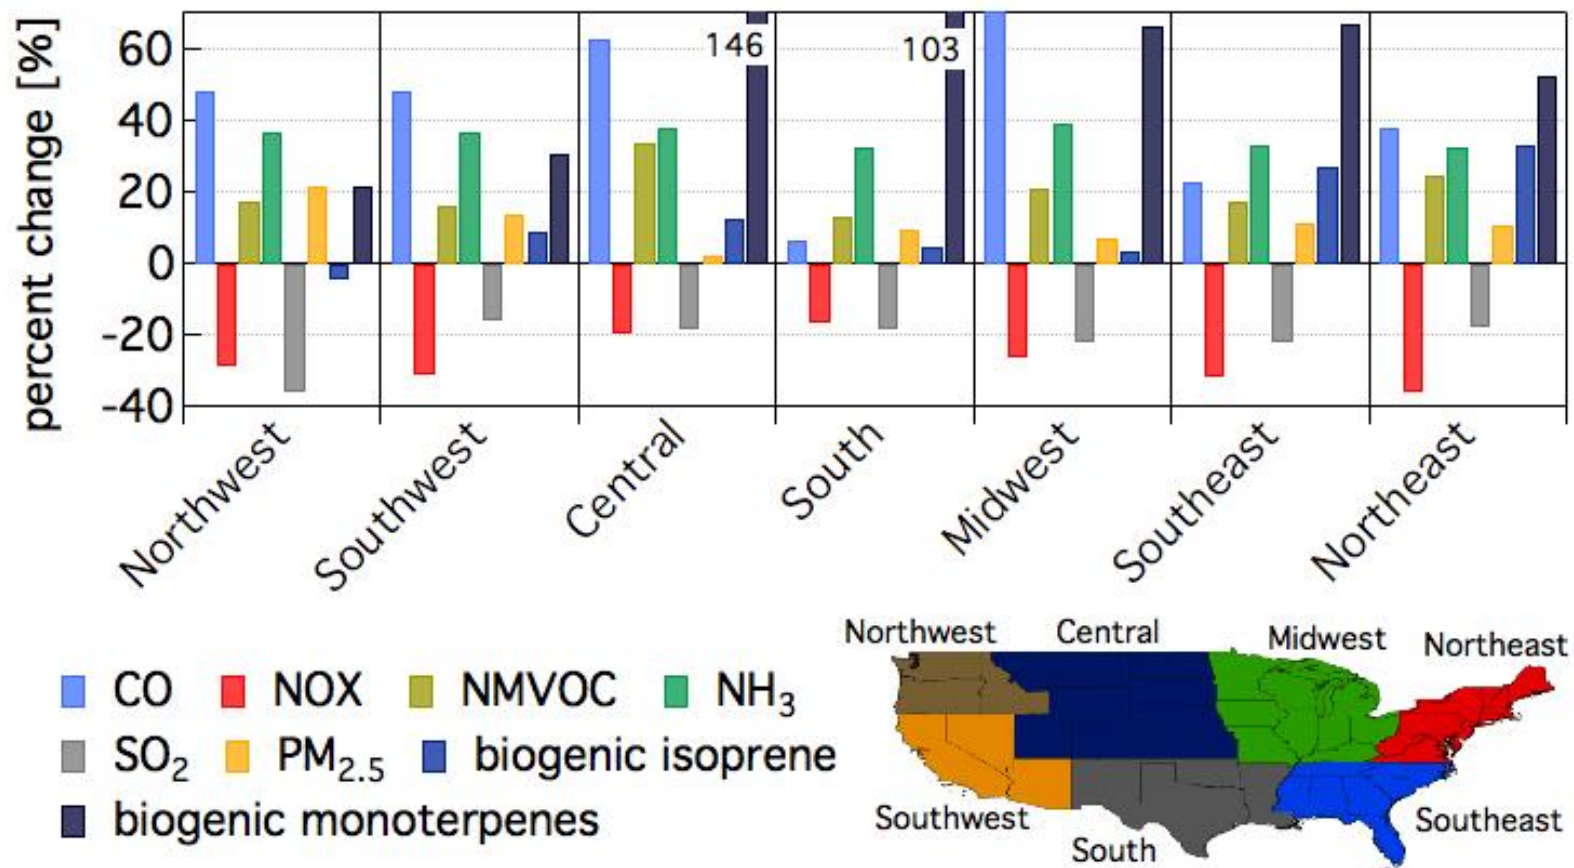 percent change [%]
60
40
20
0
-20
-40
146
103
Northwest
Southwest
Central
South
Midwest
Southeast
Northeast
CO NOX NMVOC NH₃
SO₂ PM₂.₅ biogenic isoprene
biogenic monoterpenes
Northwest Central Midwest Northeast
Southwest South Southeast